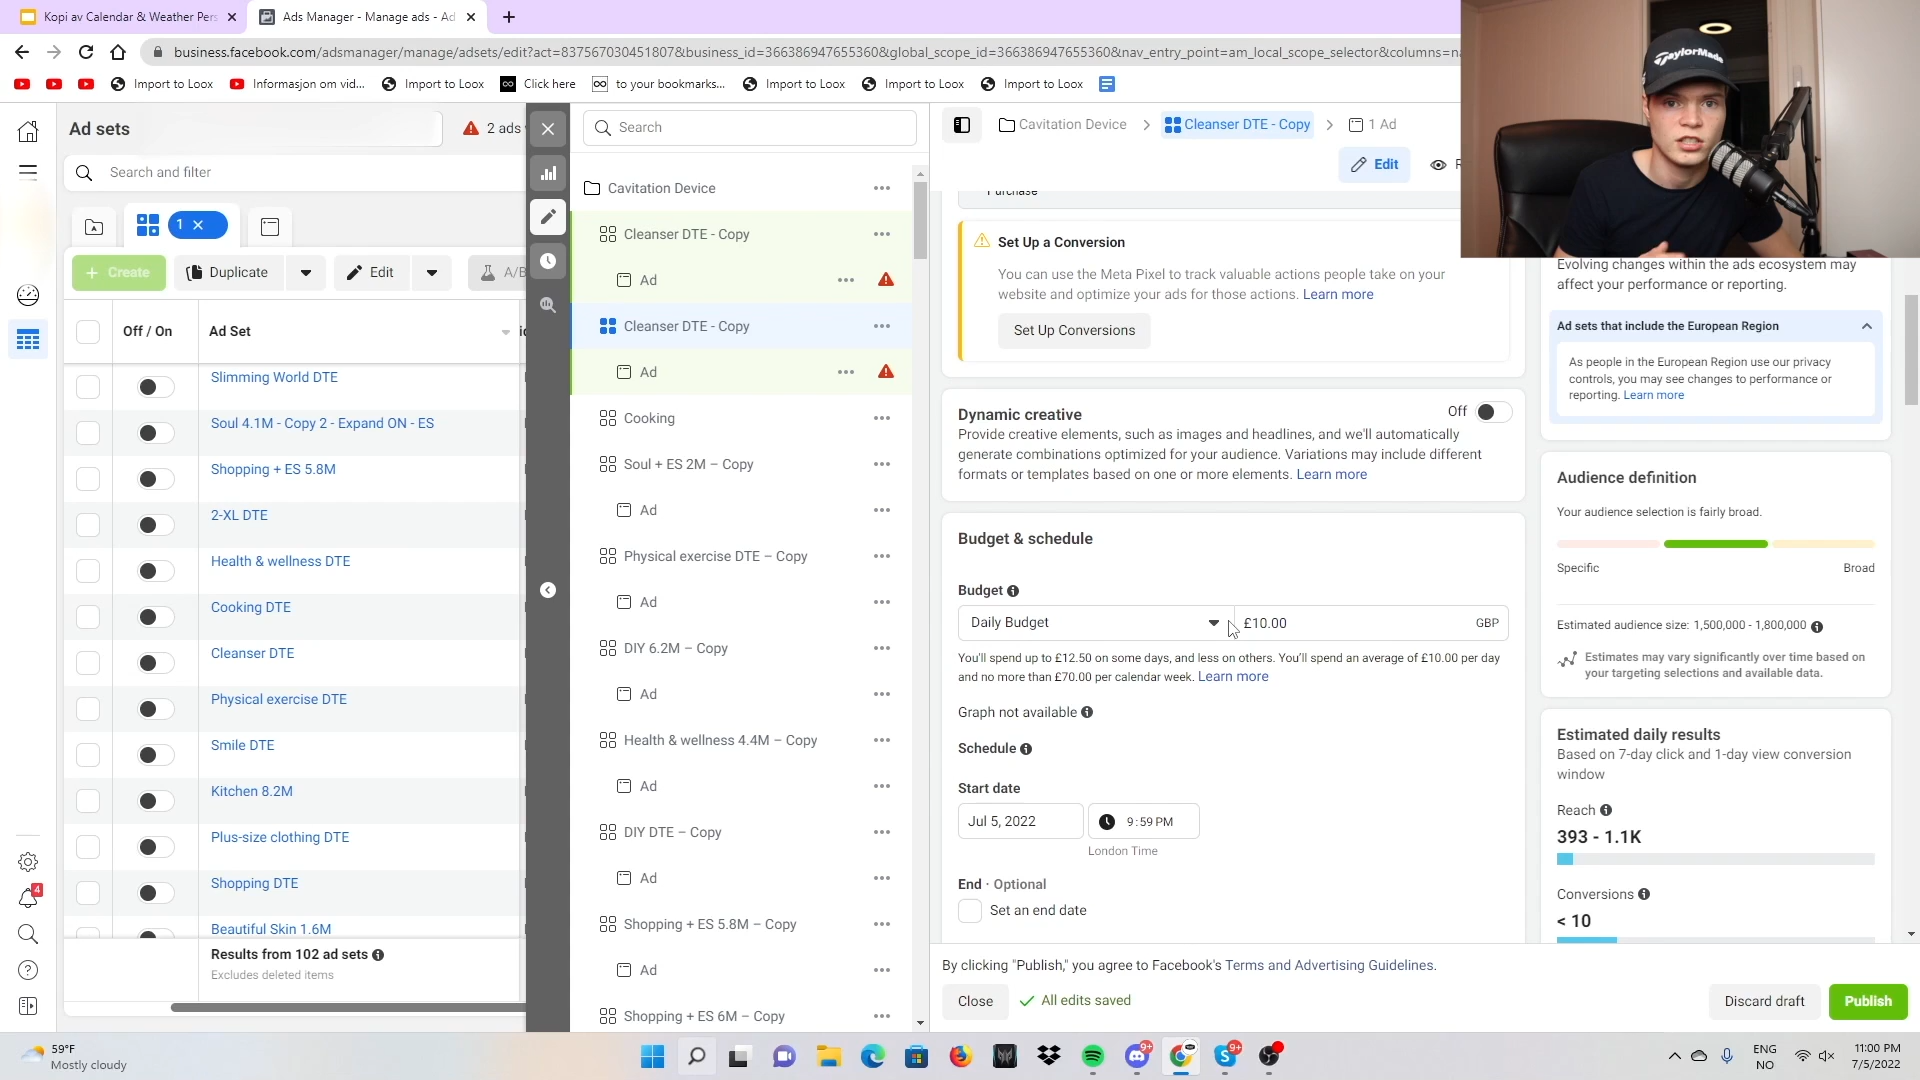 Kopi av Calendar & Weather Pers
Ads Manager - Manage ads - Ad
business.facebook.com/adsmanager/manage/adsets/edit?act=837567030451807&business_id=366386947655360&global_scope_id=366386947655360&nav_entry_point=am_local_scope_selector&columns=na
Import to Loox
Informasjon om vid...
Import to Loox
Click here
to your bookmarks...
Import to Loox
Import to Loox
Import to Loox
TaylorMade
Ad sets
2 ads
Search and filter
1
Create
Duplicate
Edit
A/B
Off / On
Ad Set
Slimming World DTE
Soul 4.1M - Copy 2 - Expand ON - ES
Shopping + ES 5.8M
2-XL DTE
Health & wellness DTE
Cooking DTE
Cleanser DTE
Physical exercise DTE
Smile DTE
Kitchen 8.2M
Plus-size clothing DTE
Shopping DTE
Beautiful Skin 1.6M
Results from 102 ad sets
Excludes deleted items
4
Search
Cavitation Device
Cleanser DTE - Copy
Ad
Cleanser DTE - Copy
Ad
Cooking
Soul + ES 2M – Copy
Ad
Physical exercise DTE – Copy
Ad
DIY 6.2M – Copy
Ad
Health & wellness 4.4M – Copy
Ad
DIY DTE – Copy
Ad
Shopping + ES 5.8M – Copy
Ad
Shopping + ES 6M – Copy
Cavitation Device
Cleanser DTE - Copy
1 Ad
Edit
Purchase
Set Up a Conversion
You can use the Meta Pixel to track valuable actions people take on your
website and optimize your ads for those actions. Learn more
Set Up Conversions
Dynamic creative
Off
Provide creative elements, such as images and headlines, and we'll automatically
generate combinations optimized for your audience. Variations may include different
formats or templates based on one or more elements. Learn more
Budget & schedule
Budget
Daily Budget
£10.00
GBP
You'll spend up to £12.50 on some days, and less on others. You'll spend an average of £10.00 per day
and no more than £70.00 per calendar week. Learn more
Graph not available
Schedule
Start date
Jul 5, 2022
9:59 PM
London Time
End · Optional
Set an end date
By clicking "Publish," you agree to Facebook's Terms and Advertising Guidelines.
Close
All edits saved
Discard draft
Publish
Evolving changes within the ads ecosystem may
affect your performance or reporting.
Ad sets that include the European Region
As people in the European Region use our privacy
controls, you may see changes to performance or
reporting. Learn more
Audience definition
Your audience selection is fairly broad.
Specific
Broad
Estimated audience size: 1,500,000 - 1,800,000
Estimates may vary significantly over time based on
your targeting selections and available data.
Estimated daily results
Based on 7-day click and 1-day view conversion
window
Reach
393 - 1.1K
Conversions
< 10
59°F
Mostly cloudy
9+
9+
ENG
NO
11:00 PM
7/5/2022